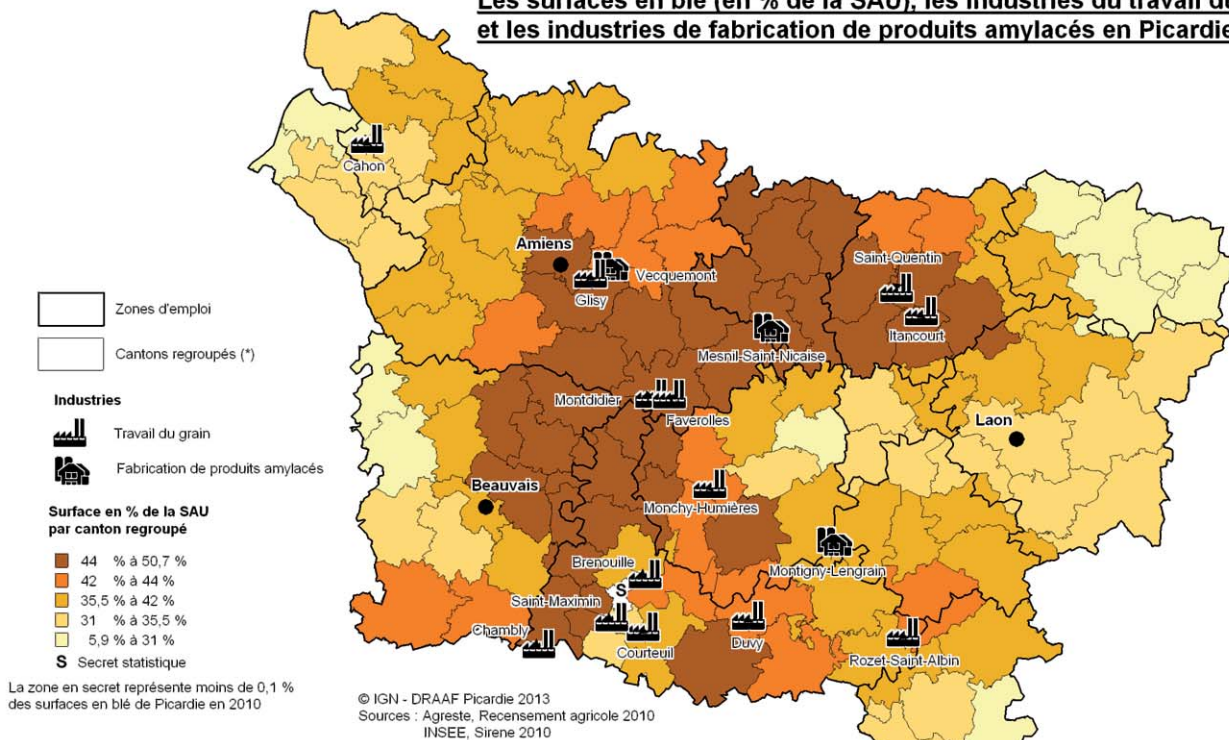 Les surfaces en blé (en % de la SAU), les industries du travail du
et les industries de fabrication de produits amylacés en Picardie
Cahon
Amiens
Vecquemont
Glisy
Saint-Quentin
Itancourt
Mesnil-Saint-Nicaise
Montdidier
Faverolles
Laon
Beauvais
Monchy-Humières
Montigny-Lengrain
Brenouille
S
Saint-Maximin
Chambly
Courteuil
Duvy
Rozet-Saint-Albin
Zones d'emploi
Cantons regroupés (*)
Industries
Travail du grain
Fabrication de produits amylacés
Surface en % de la SAU
par canton regroupé
44 % à 50,7 %
42 % à 44 %
35,5 % à 42 %
31 % à 35,5 %
5,9 % à 31 %
S Secret statistique
La zone en secret représente moins de 0,1 %
des surfaces en blé de Picardie en 2010
© IGN - DRAAF Picardie 2013
Sources : Agreste, Recensement agricole 2010
INSEE, Sirene 2010